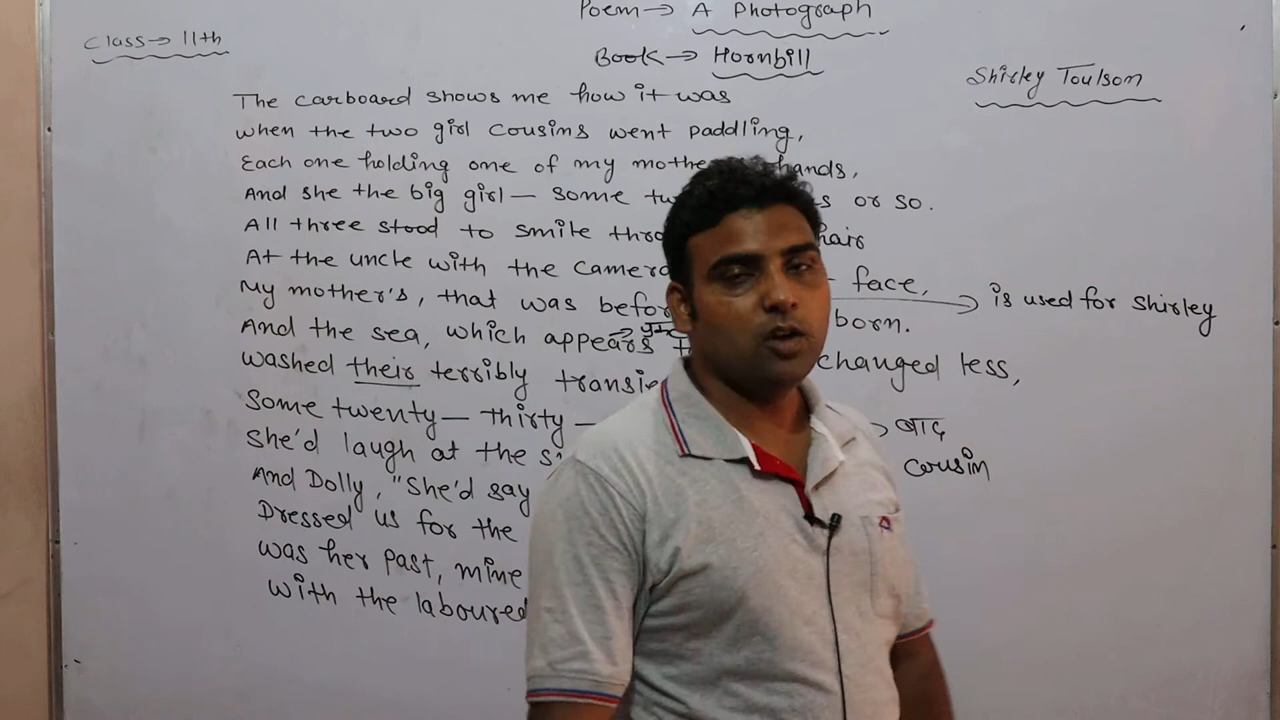 Poem → A Photograph
Class → 11th
Book → Hornbill
Shirley Toulson
The carboard shows me how it was
when the two girl cousins went paddling,
Each one holding one of my mothe hands,
And she the big girl — some tw s or so.
All three stood to smile thro hair
At the uncle with the camera face,
My mother's, that was befor born. → is used for Shirley
And the sea, which appears t changed less,
washed their terribly transie
Some twenty — thirty — → बाद
She'd laugh at the s cousin
And Dolly, "She'd say
Dressed us for the
was her past, mine
with the laboured